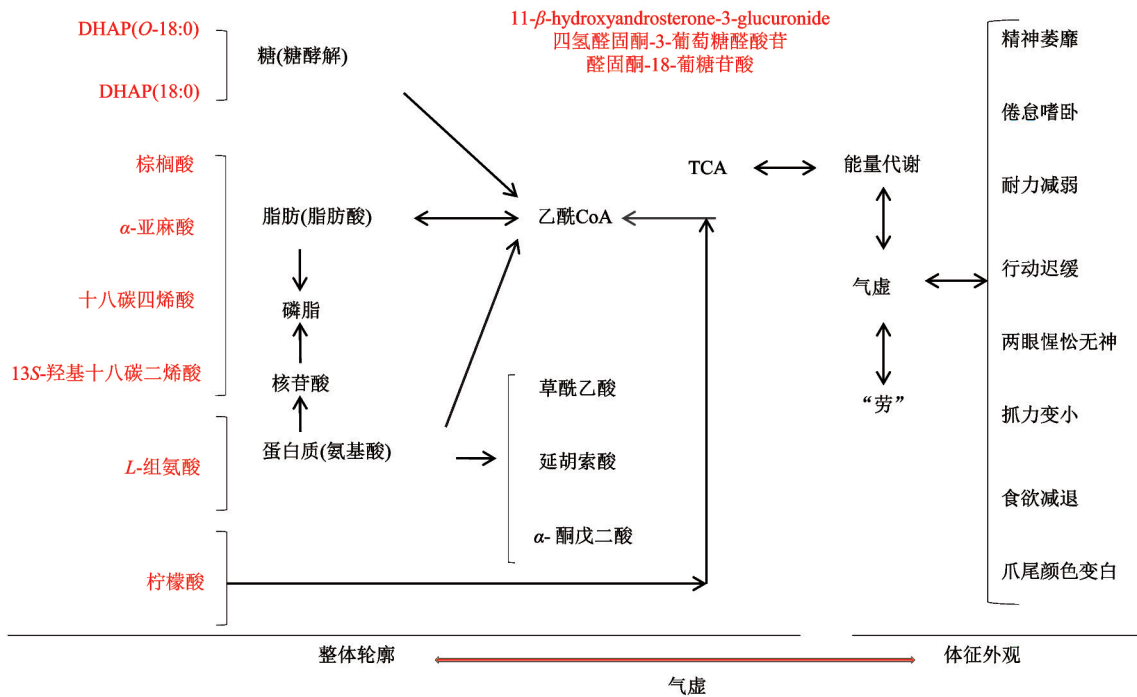 DHAP(O-18:0)
DHAP(18:0)
糖(糖酵解)
11-β-hydroxyandrosterone-3-glucuronide
四氢醛固酮-3-葡萄糖醛酸苷
醛固酮-18-葡糖苷酸
棕榈酸
α-亚麻酸
十八碳四烯酸
13S-羟基十八碳二烯酸
L-组氨酸
柠檬酸
脂肪(脂肪酸)
磷脂
核苷酸
蛋白质(氨基酸)
乙酰CoA
草酰乙酸
延胡索酸
α- 酮戊二酸
TCA
能量代谢
气虚
“劳”
精神萎靡
倦怠嗜卧
耐力减弱
行动迟缓
两眼惺忪无神
抓力变小
食欲减退
爪尾颜色变白
整体轮廓
体征外观
气虚